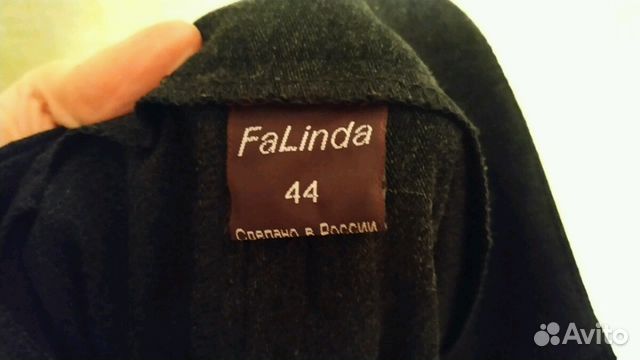 FaLinda
44
Сделано в России
Avito